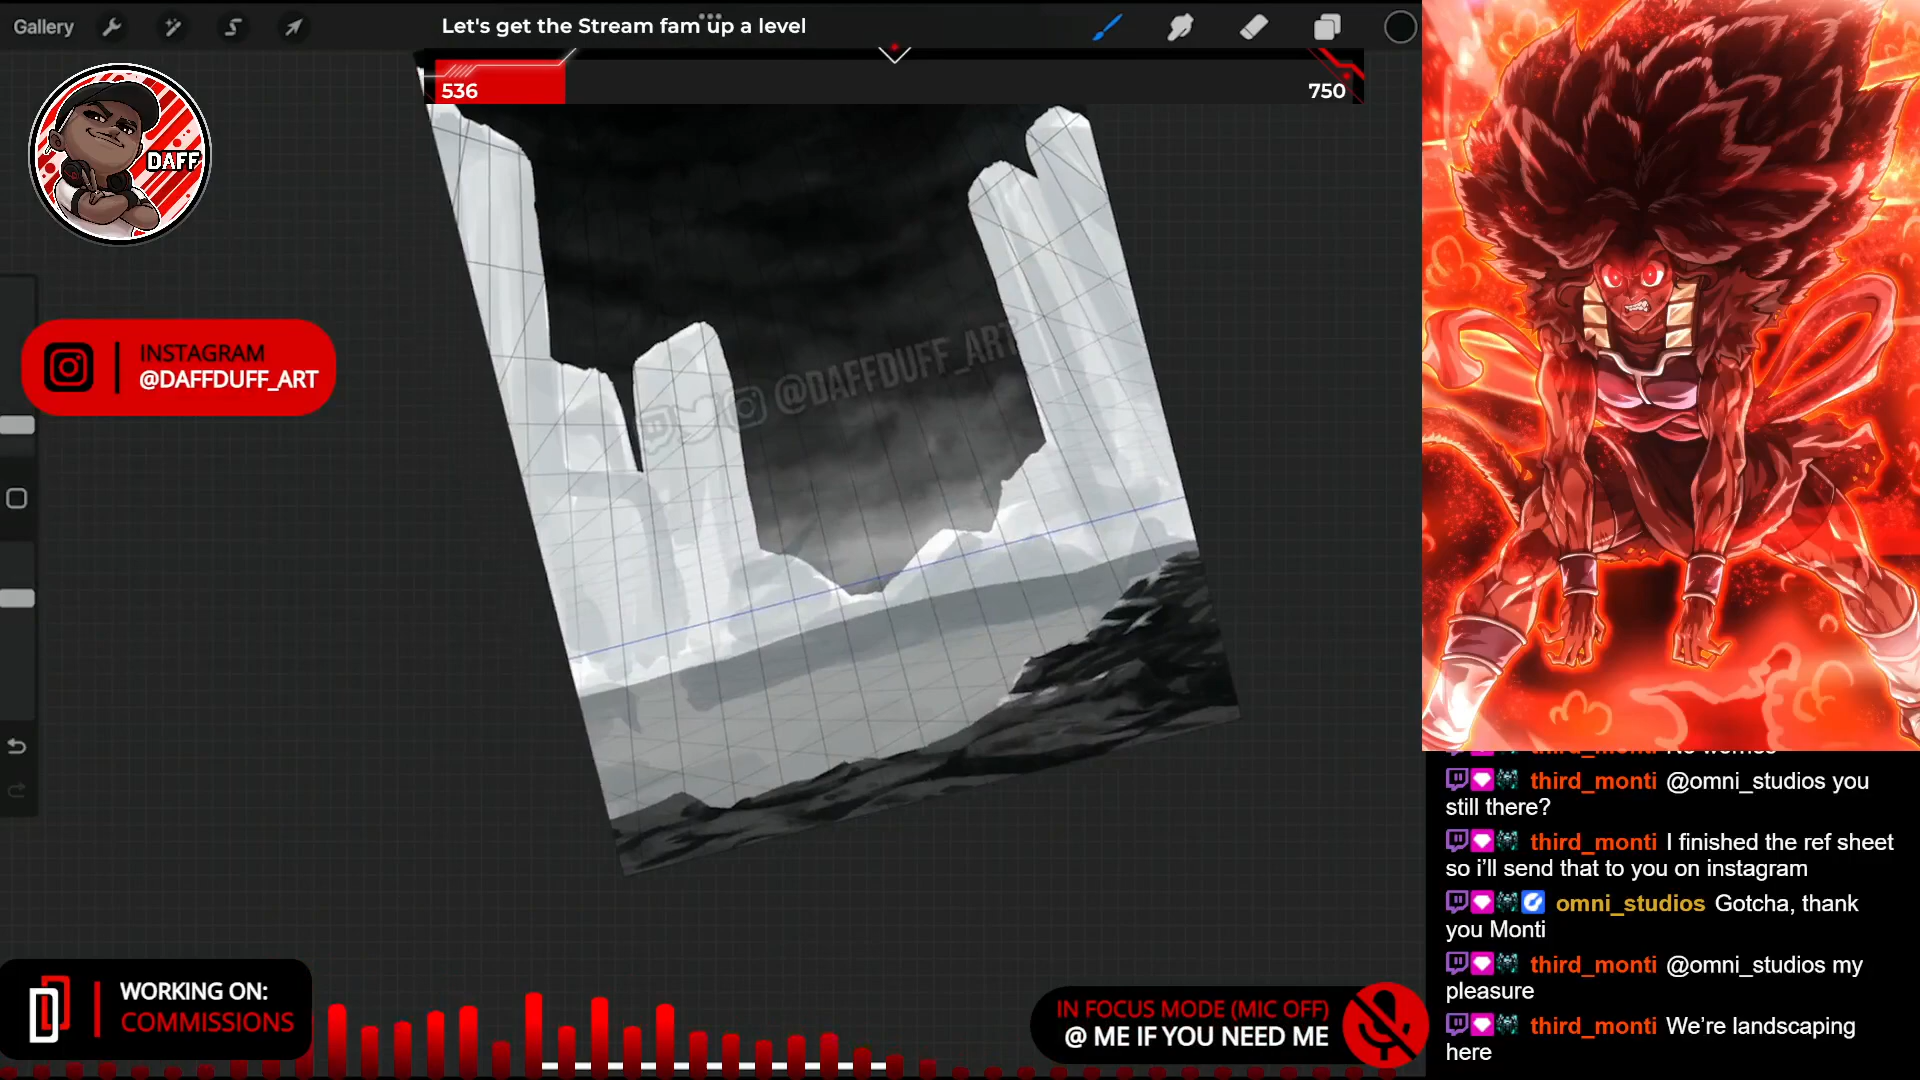 Gallery
Let's get the Stream fam up a level
536
750
DAFF
INSTAGRAM
@DAFFDUFF_ART
@DAFFDUFF_ART
third_monti No worries
third_monti @omni_studios you
still there?
third_monti I finished the ref sheet
so i'll send that to you on instagram
omni_studios Gotcha, thank
you Monti
third_monti @omni_studios my
pleasure
third_monti We're landscaping
here
WORKING ON:
COMMISSIONS
IN FOCUS MODE (MIC OFF)
@ ME IF YOU NEED ME